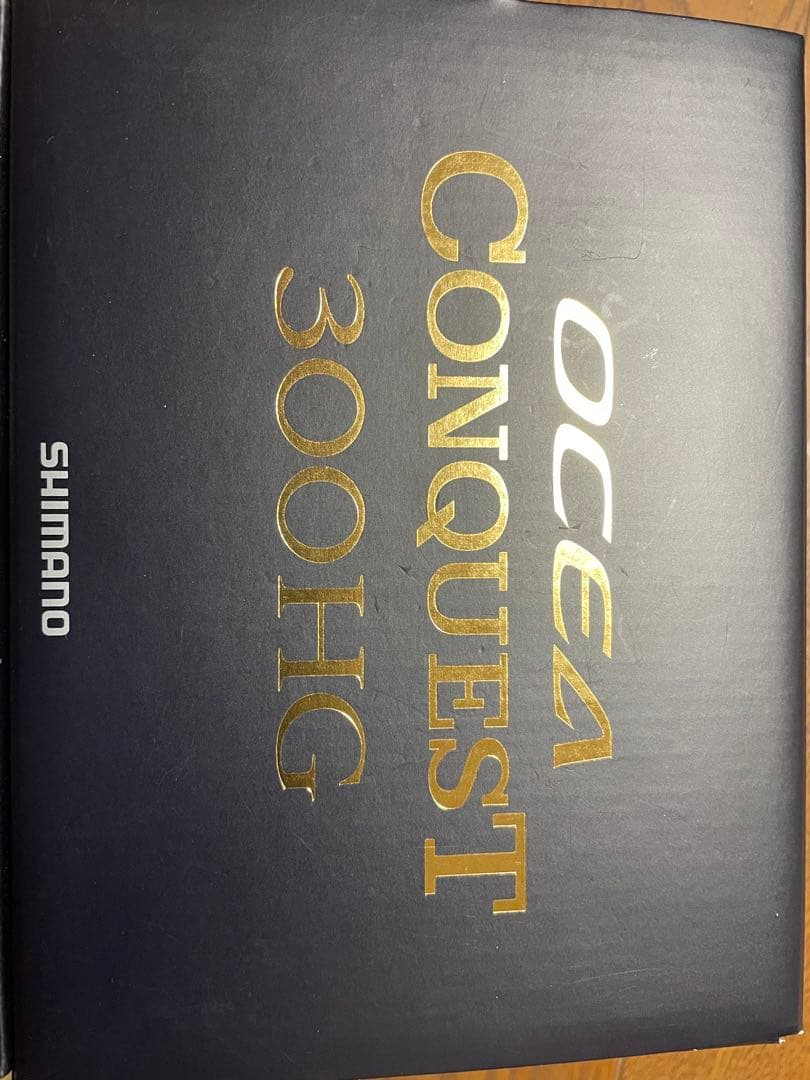 OCEA
CONQUEST
300HG
SHIMANO